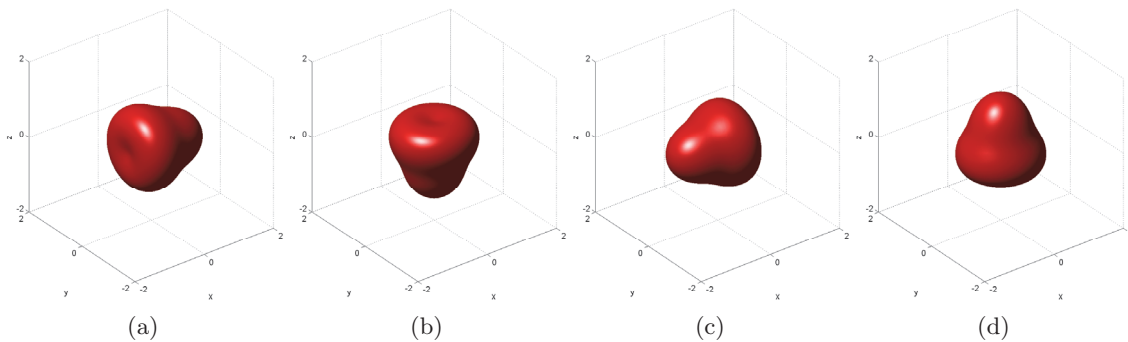 2 2 2 2
z 0 z 0 z 0 z 0
-2 -2 -2 -2
2 2 2 2 2 2 2
0 0 0 0 0 0 0 0
y -2 -2 x y -2 -2 x y -2 -2 x y -2 -2 x
(a) (b) (c) (d)